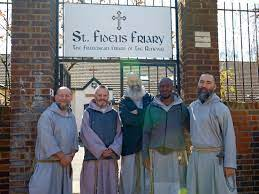 St. Fidelis Friary
The Franciscan Friars of the Renewal